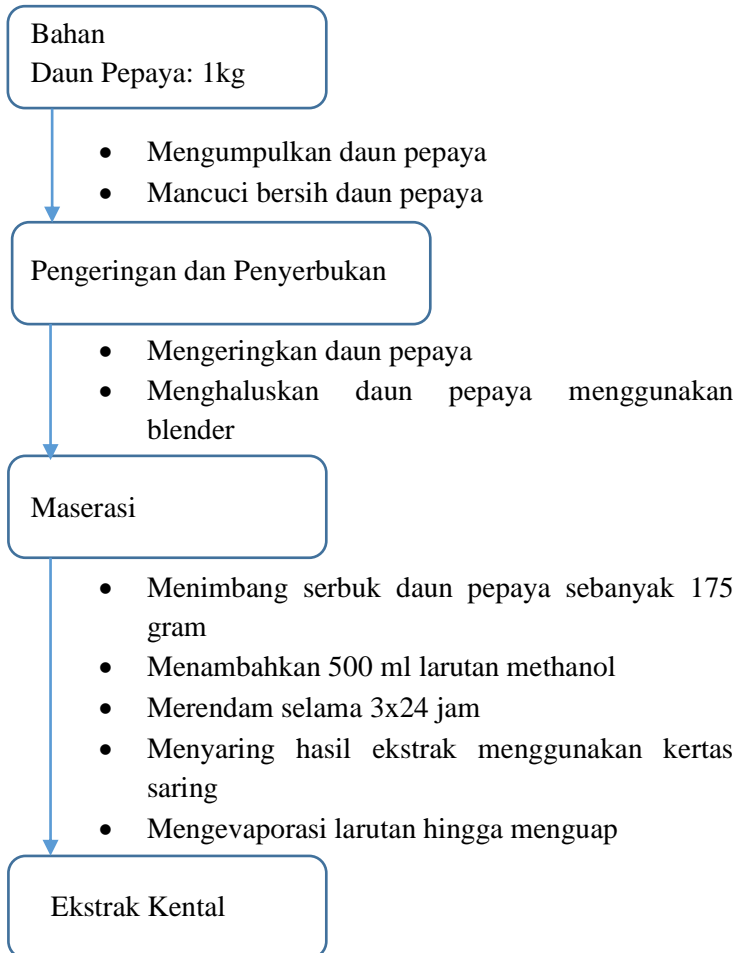 Bahan
Daun Pepaya: 1kg
• Mengumpulkan daun pepaya
• Mancuci bersih daun pepaya
Pengeringan dan Penyerbukan
• Mengeringkan daun pepaya
• Menghaluskan daun pepaya menggunakan
blender
Maserasi
• Menimbang serbuk daun pepaya sebanyak 175
gram
• Menambahkan 500 ml larutan methanol
• Merendam selama 3x24 jam
• Menyaring hasil ekstrak menggunakan kertas
saring
• Mengevaporasi larutan hingga menguap
Ekstrak Kental